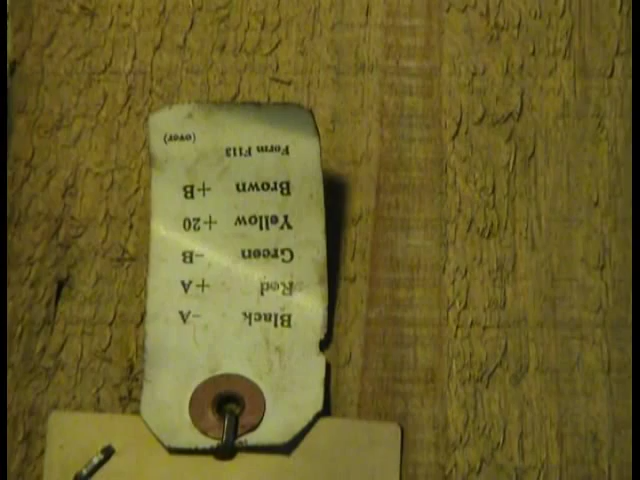 Black -A
Red +A
Green -B
Yellow +20
Brown +B
Form F113
(over)